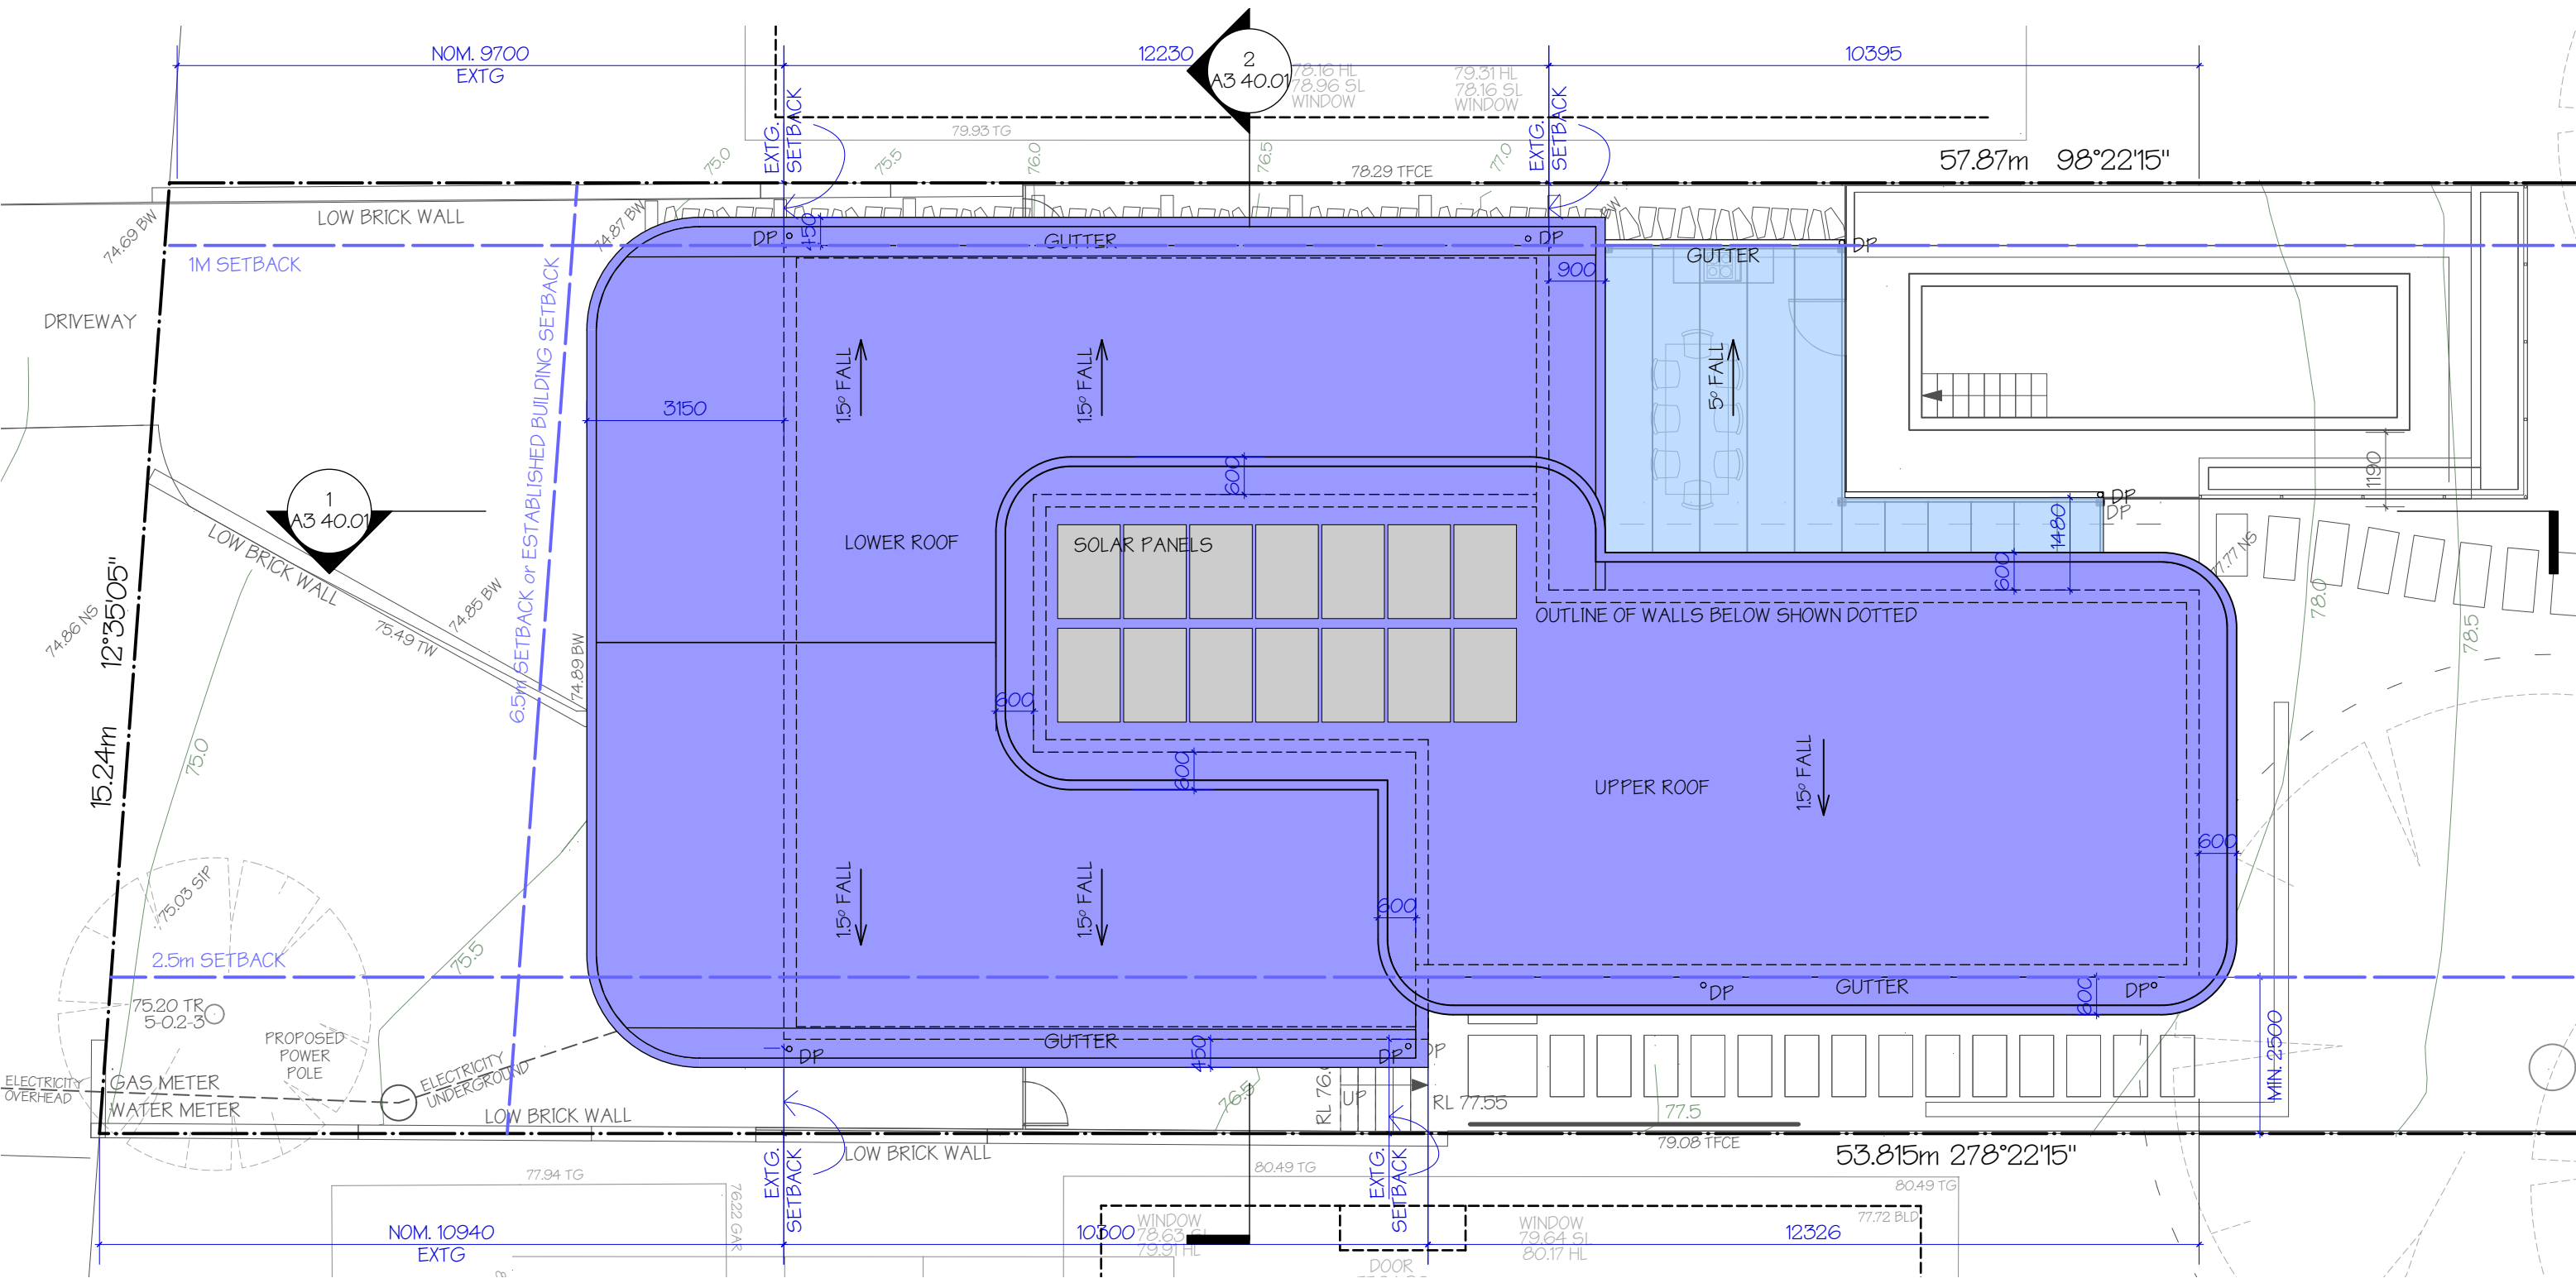 NOM. 9700
EXTG
12230
10395
2
A3 40.01
78.16 HL
78.96 SL
WINDOW
79.31 HL
78.16 SL
WINDOW
EXTG.
SETBACK
EXTG.
SETBACK
79.93 TG
75.0
75.5
76.0
76.5
77.0
78.29 TFCE
57.87m 98°22'15"
LOW BRICK WALL
74.69 BW
74.87 BW
BW
DP
450
GUTTER
DP
GUTTER
DP
1M SETBACK
900
DRIVEWAY
6.5m SETBACK or ESTABLISHED BUILDING SETBACK
1.5° FALL
1.5° FALL
5° FALL
3150
600
1190
1
A3 40.01
LOWER ROOF
SOLAR PANELS
1480
DP
DP
LOW BRICK WALL
600
77.77 NS
78.0
78.5
OUTLINE OF WALLS BELOW SHOWN DOTTED
12°35'05"
15.24m
74.86 NS
74.85 BW
75.49 TW
74.89 BW
600
75.0
600
UPPER ROOF
1.5° FALL
600
1.5° FALL
1.5° FALL
600
75.03 SIP
75.5
2.5m SETBACK
DP
GUTTER
DP
600
75.20 TR
5-0.2-3
PROPOSED
POWER
POLE
GUTTER
DP
450
DP
DP
MIN. 2500
ELECTRICITY
OVERHEAD
GAS METER
WATER METER
ELECTRICITY
UNDERGROUND
LOW BRICK WALL
76.5
RL 76.
UP
RL 77.55
77.5
79.08 TFCE
53.815m 278°22'15"
LOW BRICK WALL
EXTG.
SETBACK
EXTG.
SETBACK
77.94 TG
76.22 GAR
80.49 TG
80.49 TG
77.72 BLD
NOM. 10940
EXTG
10300
WINDOW
78.63 SL
79.91 HL
WINDOW
79.64 SL
80.17 HL
12326
DOOR